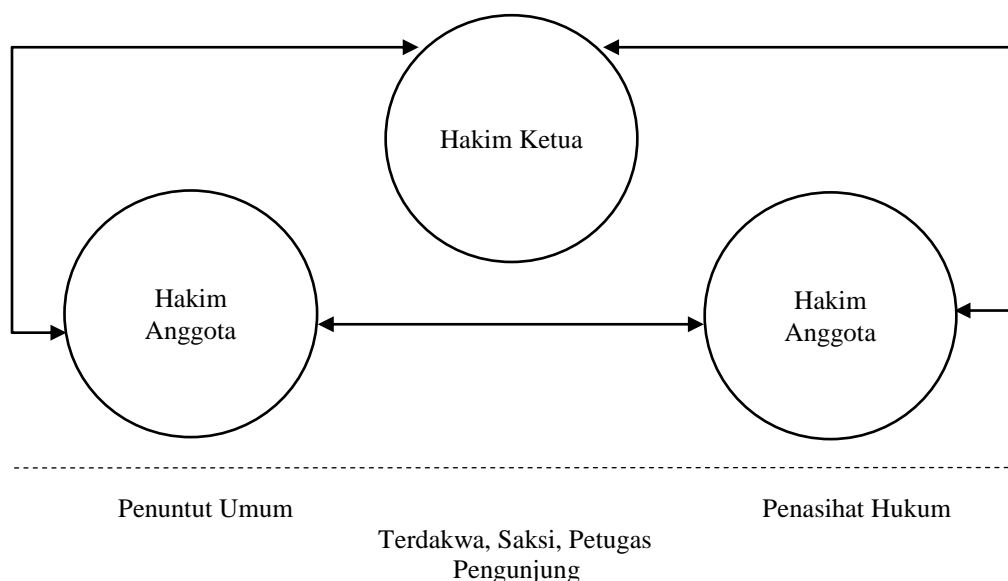 Hakim Ketua
Hakim
Anggota
Hakim
Anggota
Penuntut Umum
Penasihat Hukum
Terdakwa, Saksi, Petugas
Pengunjung